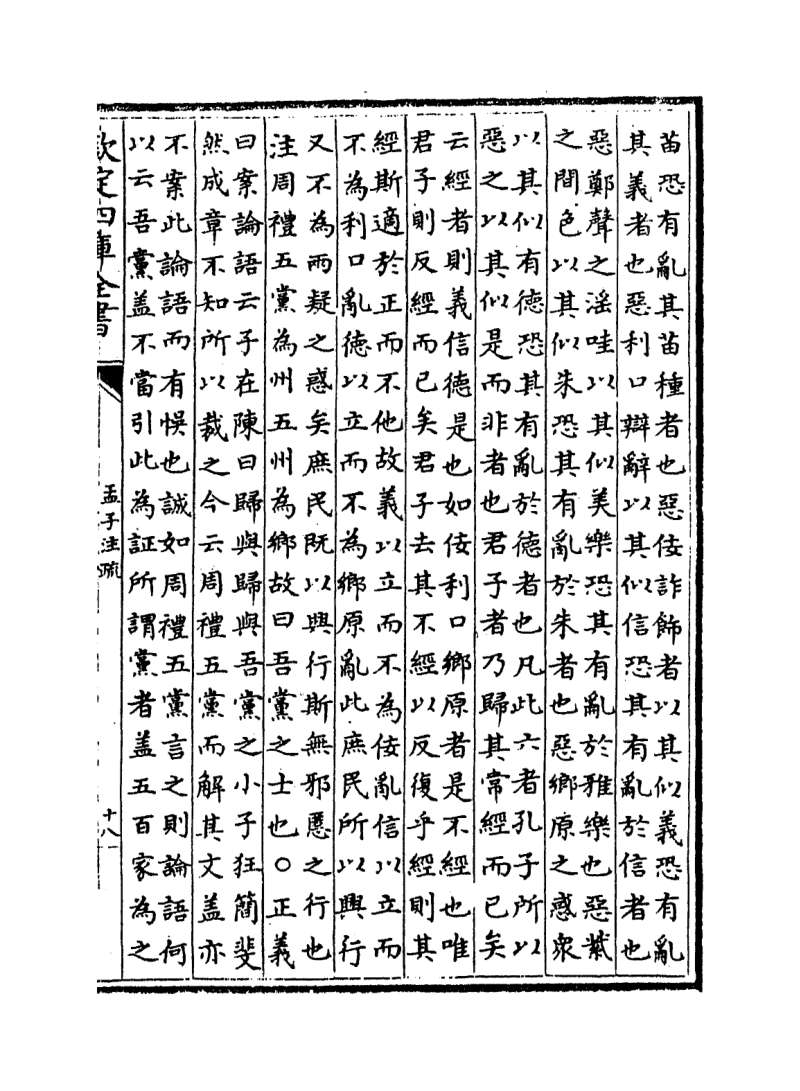 苗恐有亂其苗種者也惡佞詐飾者以其似義恐有亂
其義者也惡利口辯辭以其似信恐其有亂於信者也
惡鄭聲之滛哇以其似美樂恐其有亂於雅樂也惡紫
之間色以其似朱恐其有亂於朱者也惡鄉原之惑衆
以其似有德恐其有亂於德者也凡此六者孔子所以
惡之以其似是而非者也君子者乃歸其常經而已矣
云經者則義信德是也如佞利口鄉原者是不經也唯
君子則反經而已矣君子去其不經以反復乎經則其
經斯適於正而不他故義以立而不為佞亂信以立而
不為利口亂德以立而不為鄉原亂此庶民所以興行
又不為兩疑之惑矣庶民既以興行斯無邪慝之行也
注周禮五黨為州五州為鄉故曰吾黨之士也○正義
曰案論語云子在陳曰歸與歸與吾黨之小子狂簡斐
然成章不知所以裁之今云周禮五黨而解其文盖亦
不案此論語而有悞也誠如周禮五黨言之則論語何
以云吾黨盖不當引此為証所謂黨者盖五百家為之
欽定四庫全書
孟子注疏
十八